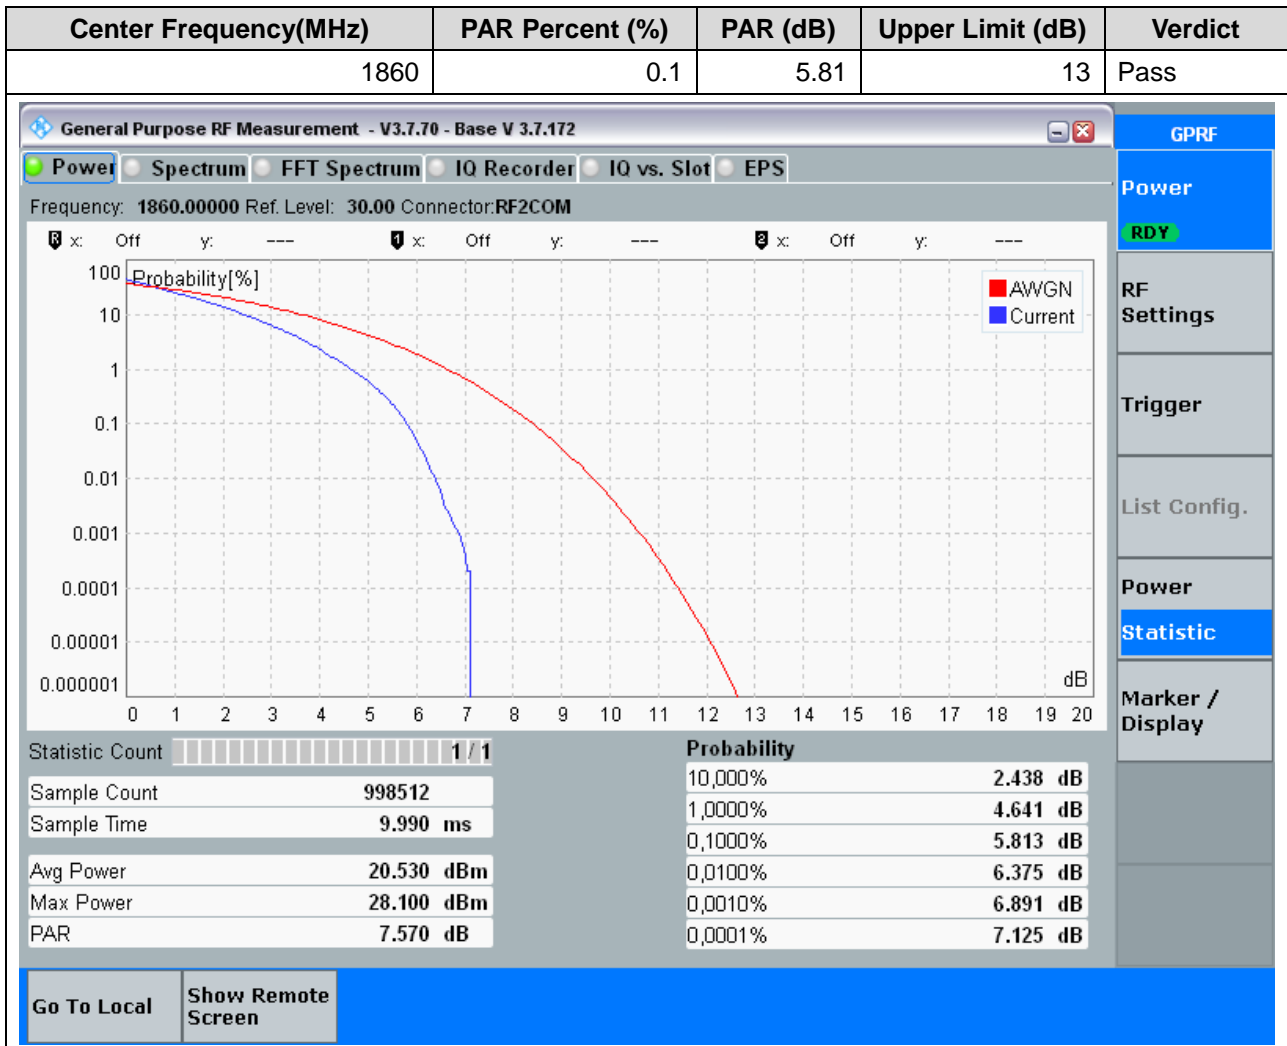 Center Frequency(MHz) PAR Percent (%) PAR (dB) Upper Limit (dB) Verdict
1860 0.1 5.81 13 Pass
General Purpose RF Measurement - V3.7.70 - Base V 3.7.172
GPRF
Power Spectrum FFT Spectrum IQ Recorder IQ vs. Slot EPS
Frequency: 1860.00000 Ref. Level: 30.00 Connector:RF2COM
R x: Off y: --- 1 x: Off y: --- 2 x: Off y: ---
Probability[%]
100
10
1
0.1
0.01
0.001
0.0001
0.00001
0.000001
AWGN
Current
dB
0 1 2 3 4 5 6 7 8 9 10 11 12 13 14 15 16 17 18 19 20
Statistic Count 1 / 1
Sample Count 998512
Sample Time 9.990 ms
Avg Power 20.530 dBm
Max Power 28.100 dBm
PAR 7.570 dB
Probability
10,000% 2.438 dB
1,0000% 4.641 dB
0,1000% 5.813 dB
0,0100% 6.375 dB
0,0010% 6.891 dB
0,0001% 7.125 dB
Power
RDY
RF
Settings
Trigger
List Config.
Power
Statistic
Marker /
Display
Go To Local
Show Remote
Screen